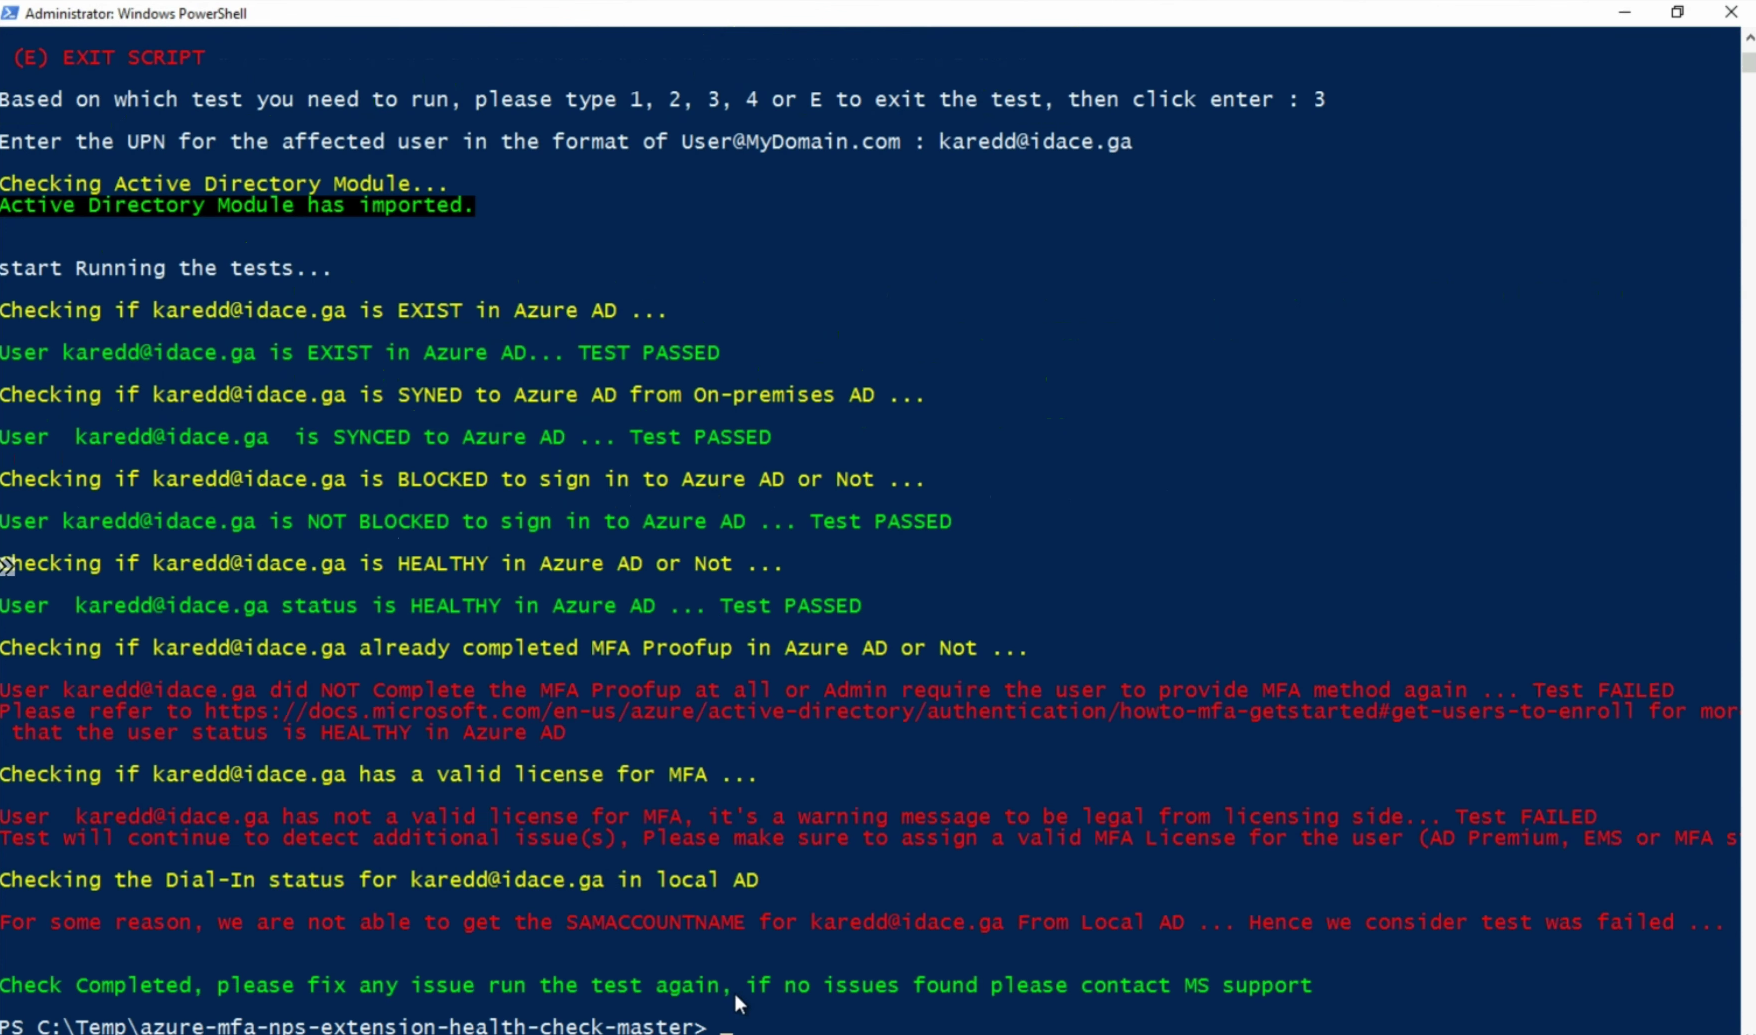 Administrator: Windows PowerShell
(E) EXIT SCRIPT
Based on which test you need to run, please type 1, 2, 3, 4 or E to exit the test, then click enter : 3
Enter the UPN for the affected user in the format of User@MyDomain.com : karedd@idace.ga
Checking Active Directory Module...
Active Directory Module has imported.
start Running the tests...
Checking if karedd@idace.ga is EXIST in Azure AD ...
User karedd@idace.ga is EXIST in Azure AD... TEST PASSED
Checking if karedd@idace.ga is SYNED to Azure AD from On-premises AD ...
User  karedd@idace.ga  is SYNCED to Azure AD ... Test PASSED
Checking if karedd@idace.ga is BLOCKED to sign in to Azure AD or Not ...
User karedd@idace.ga is NOT BLOCKED to sign in to Azure AD ... Test PASSED
Checking if karedd@idace.ga is HEALTHY in Azure AD or Not ...
User  karedd@idace.ga status is HEALTHY in Azure AD ... Test PASSED
Checking if karedd@idace.ga already completed MFA Proofup in Azure AD or Not ...
User karedd@idace.ga did NOT Complete the MFA Proofup at all or Admin require the user to provide MFA method again ... Test FAILED
Please refer to https://docs.microsoft.com/en-us/azure/active-directory/authentication/howto-mfa-getstarted#get-users-to-enroll for mor
that the user status is HEALTHY in Azure AD
Checking if karedd@idace.ga has a valid license for MFA ...
User  karedd@idace.ga has not a valid license for MFA, it's a warning message to be legal from licensing side... Test FAILED
Test will continue to detect additional issue(s), Please make sure to assign a valid MFA License for the user (AD Premium, EMS or MFA s
Checking the Dial-In status for karedd@idace.ga in local AD
For some reason, we are not able to get the SAMACCOUNTNAME for karedd@idace.ga From Local AD ... Hence we consider test was failed ...
Check Completed, please fix any issue run the test again, if no issues found please contact MS support
PS C:\Temp\azure-mfa-nps-extension-health-check-master> _